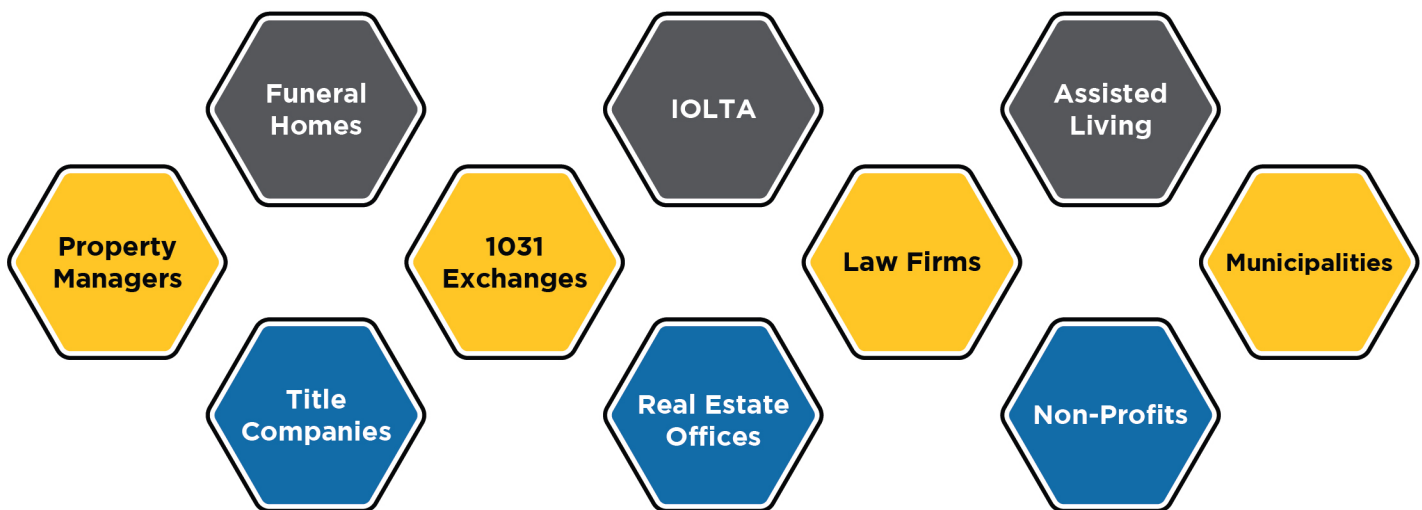 Funeral
Homes
IOLTA
Assisted
Living
Property
Managers
1031
Exchanges
Law Firms
Municipalities
Title
Companies
Real Estate
Offices
Non-Profits